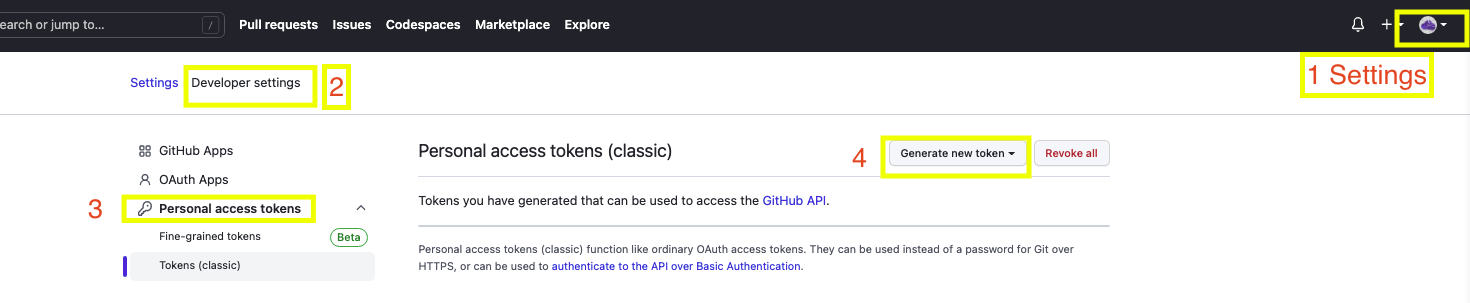 earch or jump to... / Pull requests Issues Codespaces Marketplace Explore
1 Settings
Settings Developer settings 2
GitHub Apps
OAuth Apps
3 Personal access tokens
Fine-grained tokens Beta
Tokens (classic)
Personal access tokens (classic) 4 Generate new token Revoke all
Tokens you have generated that can be used to access the GitHub API.
Personal access tokens (classic) function like ordinary OAuth access tokens. They can be used instead of a password for Git over
HTTPS, or can be used to authenticate to the API over Basic Authentication.